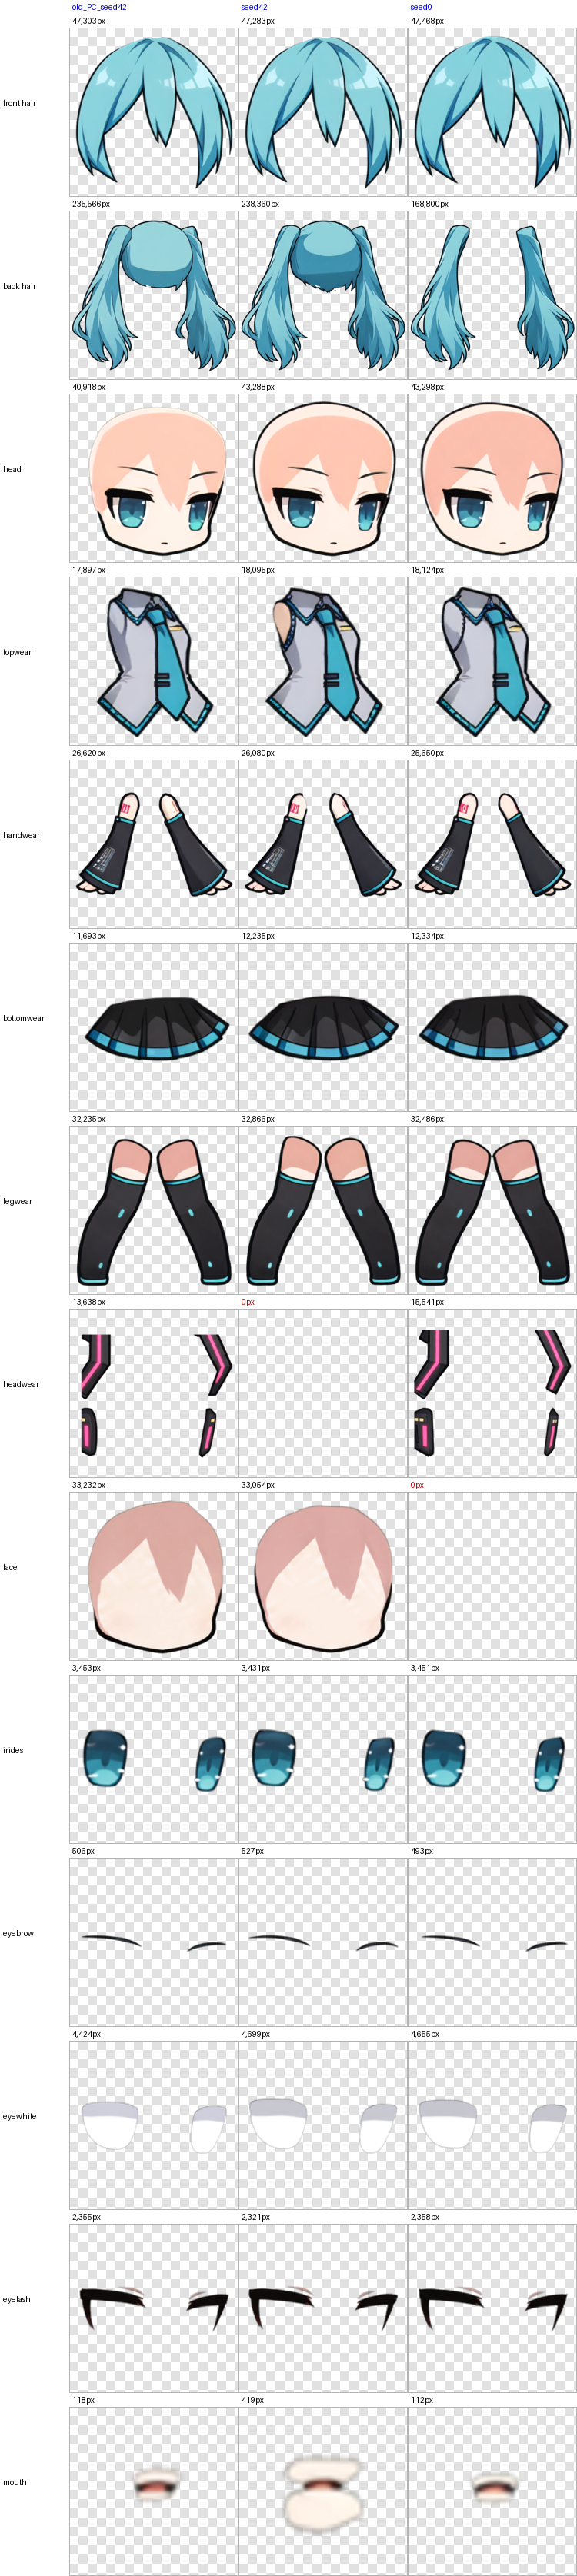 old_PC_seed42 seed42 seed0
47,303px 47,283px 47,468px
front hair
235,566px 238,360px 168,800px
back hair
40,918px 43,288px 43,298px
head
17,897px 18,095px 18,124px
topwear
26,620px 26,080px 25,650px
handwear
11,693px 12,235px 12,334px
bottomwear
32,235px 32,866px 32,486px
legwear
13,638px 0px 15,541px
headwear
33,232px 33,054px 0px
face
3,453px 3,431px 3,451px
irides
506px 527px 493px
eyebrow
4,424px 4,699px 4,655px
eyewhite
2,355px 2,321px 2,358px
eyelash
118px 419px 112px
mouth